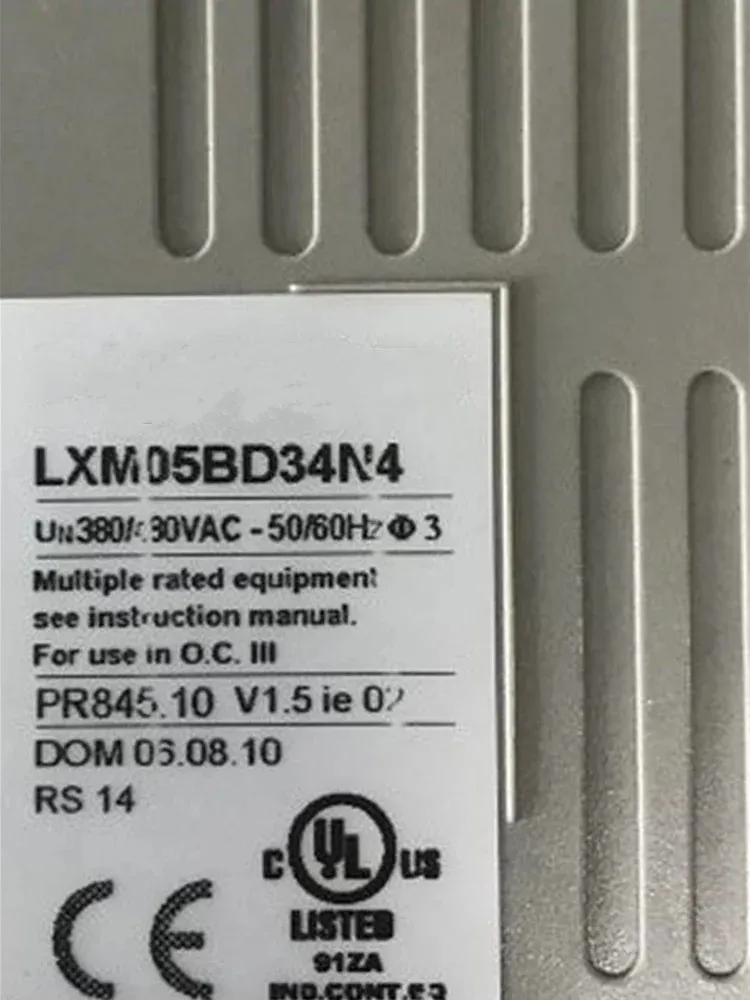 LXM05BD34N4
UN380/480VAC - 50/60Hz Φ 3
Multiple rated equipment
see instruction manual.
For use in O.C. III
PR845.10 V1.5 ie 02
DOM 06.08.10
RS 14
C UL US
LISTED
91ZA
IND.CONT.EQ
CE